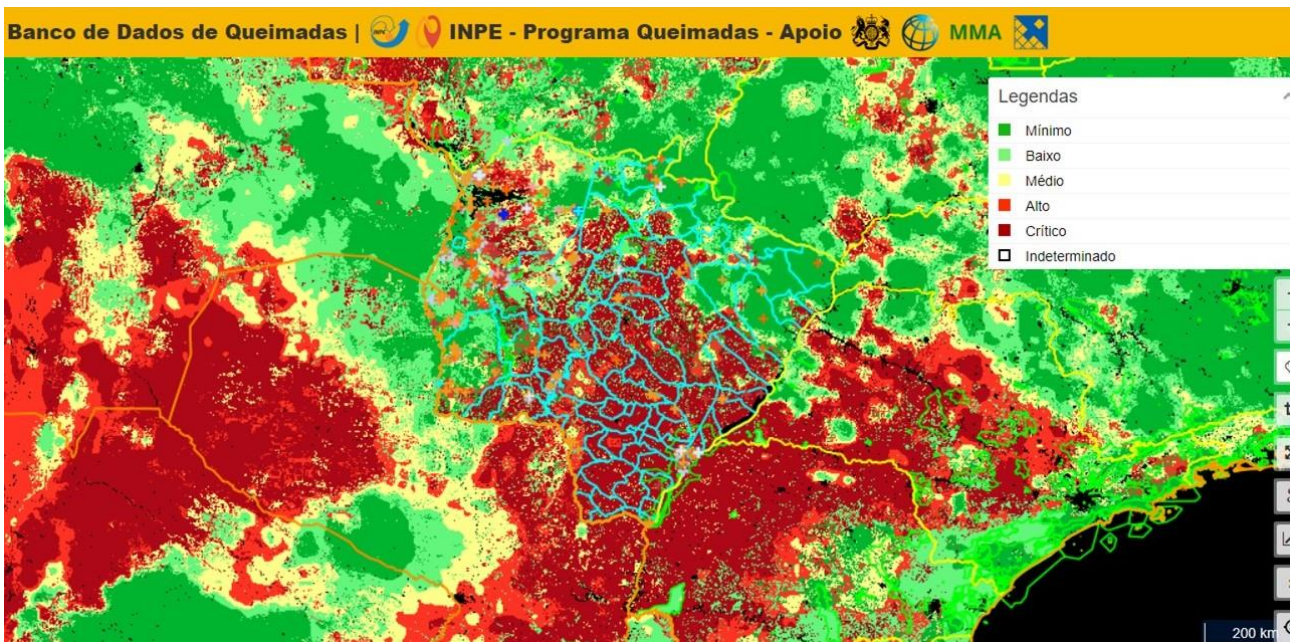 Banco de Dados de Queimadas | INPE - Programa Queimadas - Apoio MMA
Legendas
Mínimo
Baixo
Médio
Alto
Crítico
Indeterminado
200 km